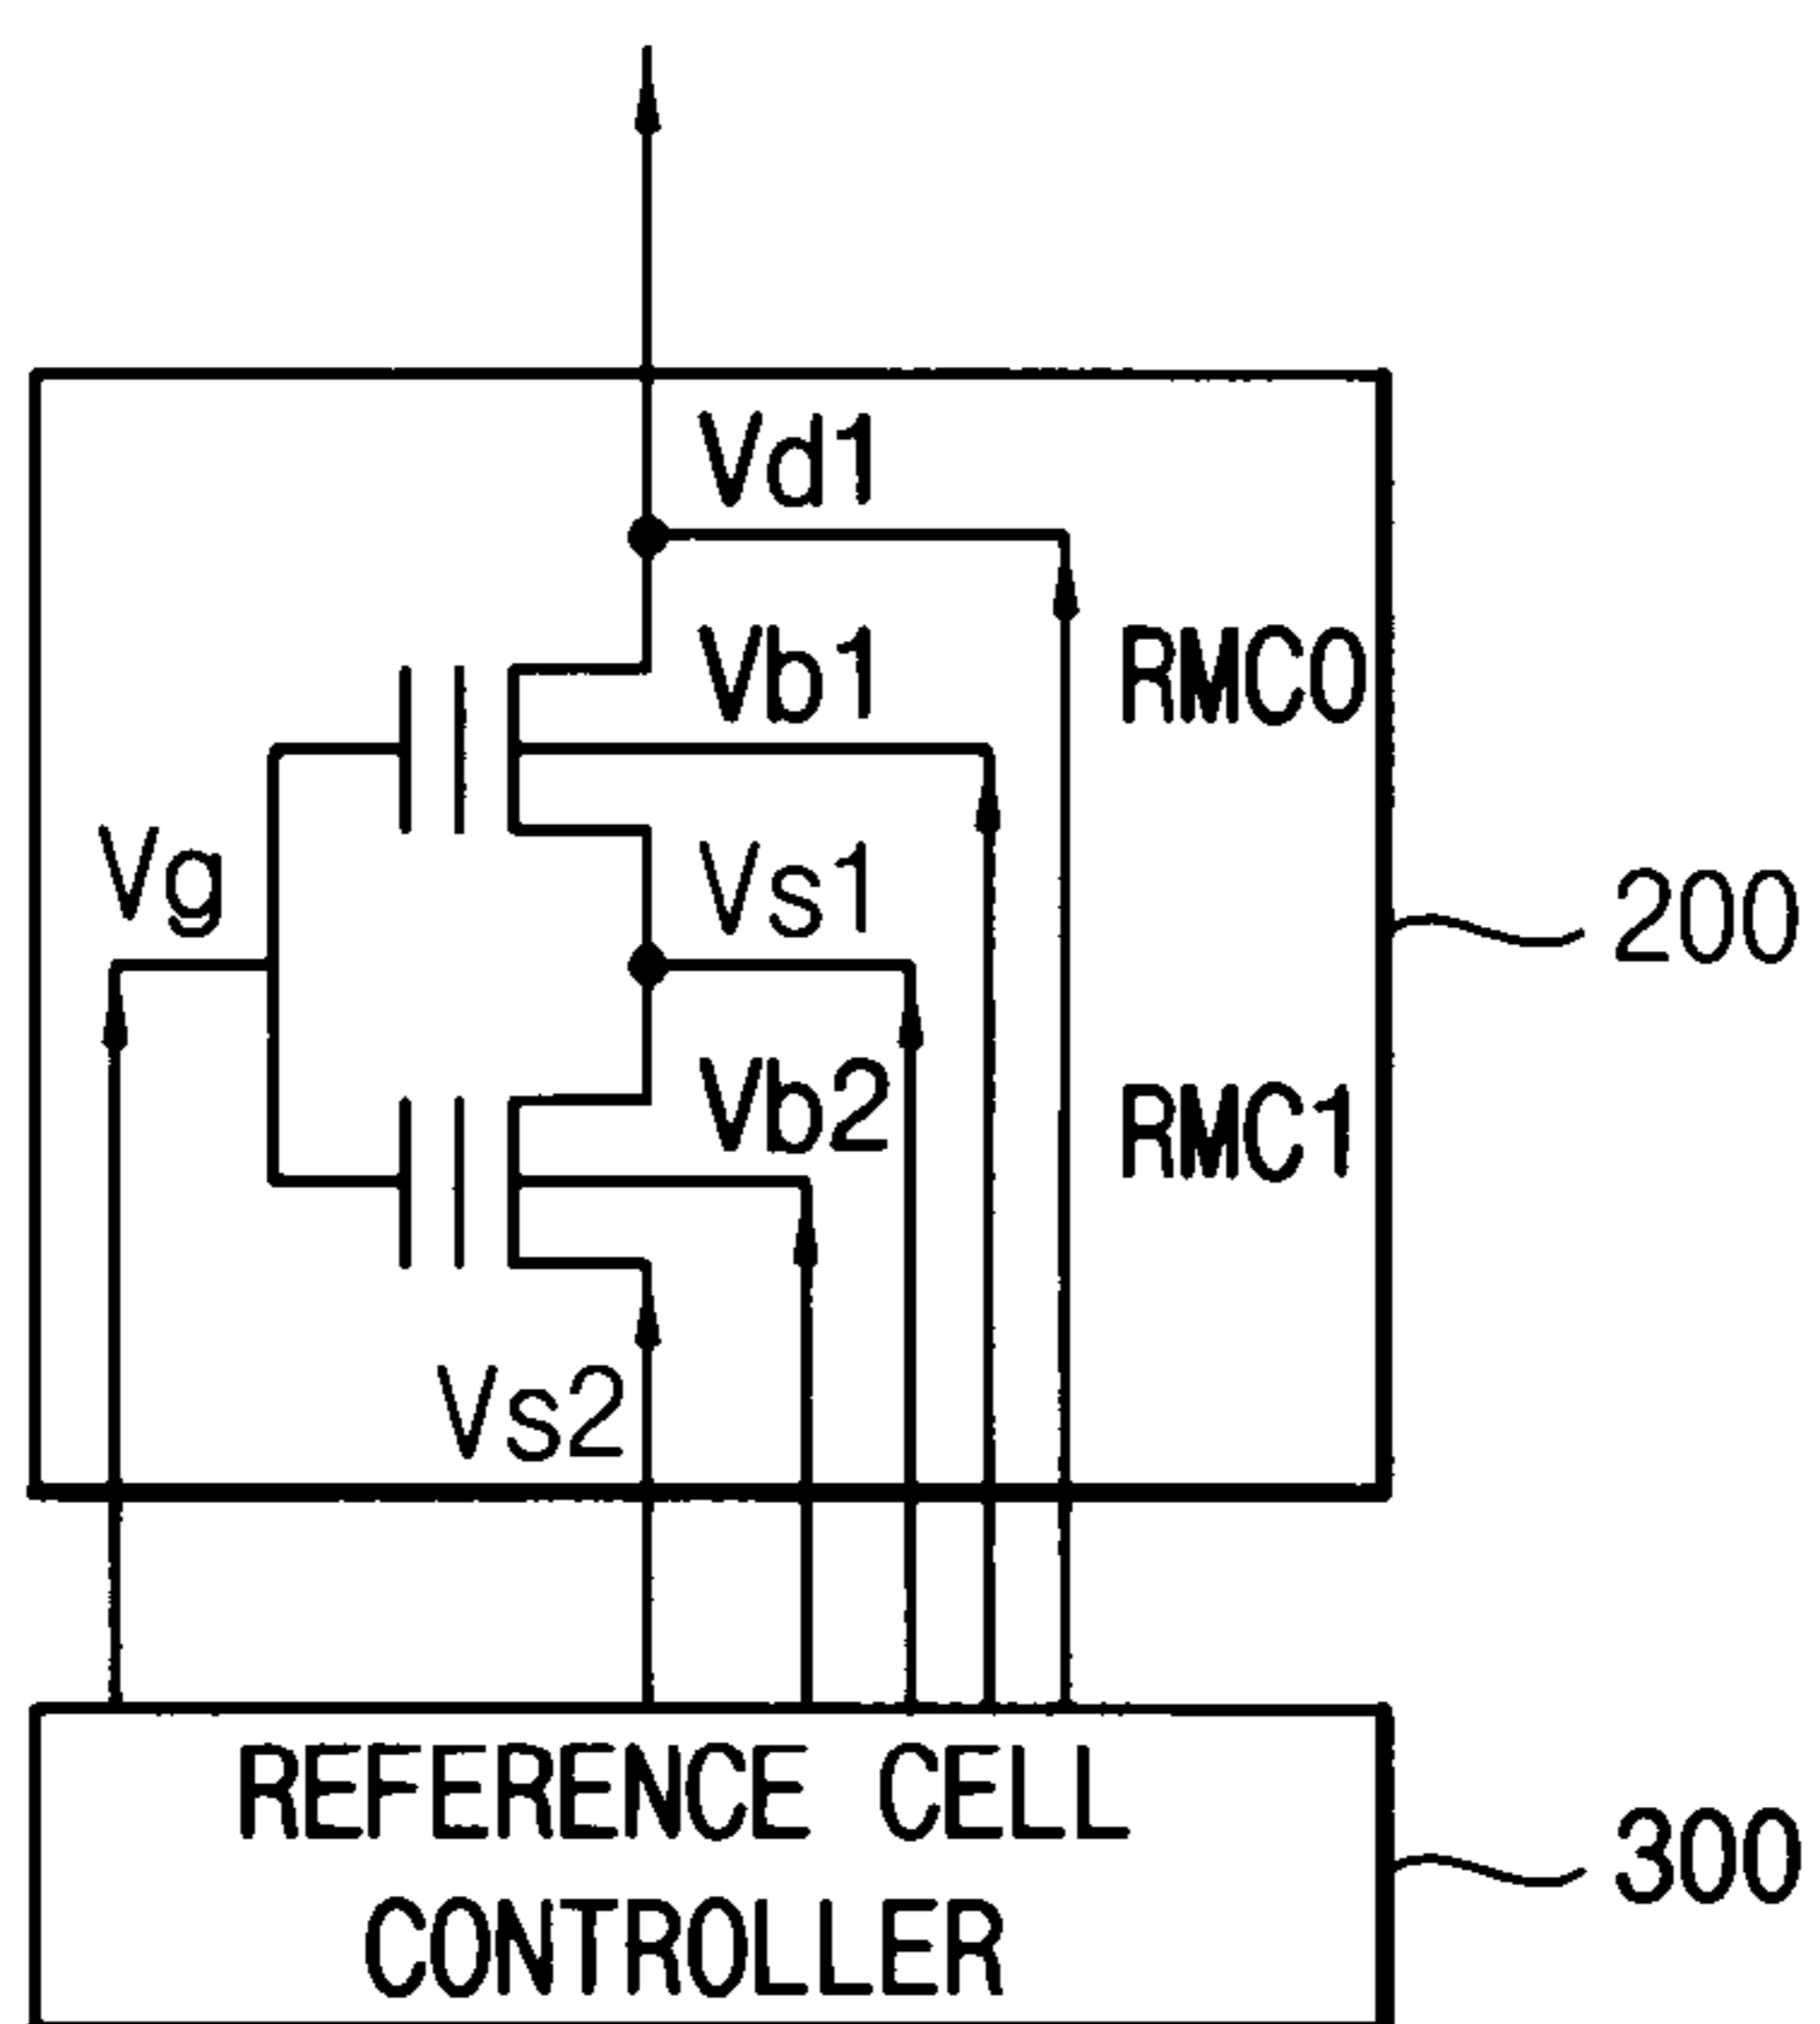 Vd1
Vb1
RMC0
Vg
Vs1
200
Vb2
RMC1
Vs2
REFERENCE CELL
CONTROLLER
300